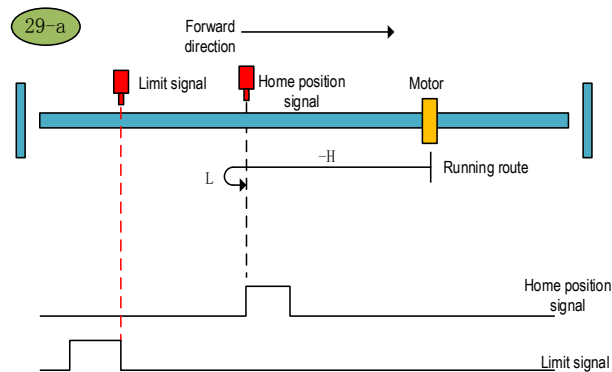 29-a
Forward
direction
Limit signal
Home position
signal
Motor
-H
Running route
L
Home position
signal
Limit signal